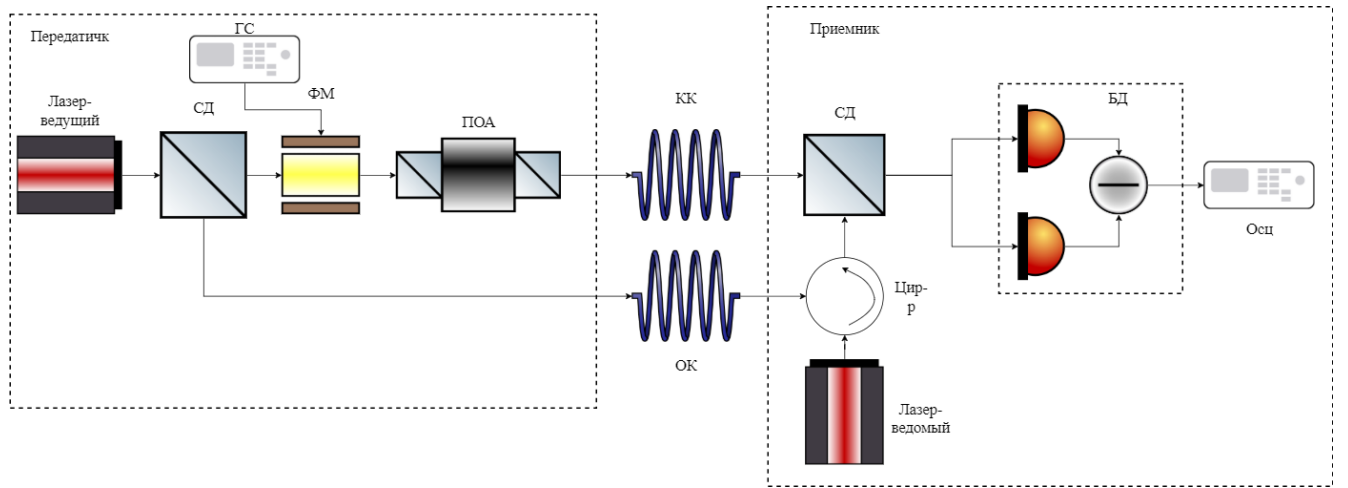 Передатичк
ГС
Приемник
Лазер-
ведущий
СД
ФМ
ПОА
КК
СД
БД
Осц
Цир-
р
ОК
Лазер-
ведомый